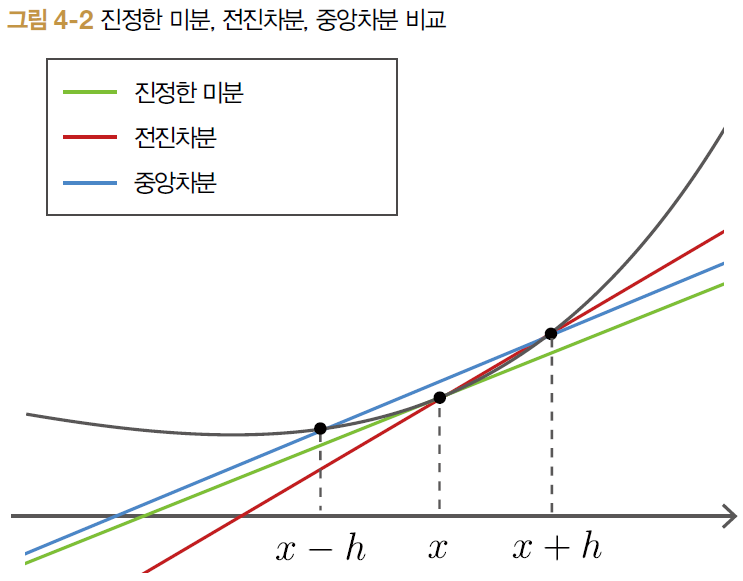 그림 4-2 진정한 미분, 전진차분, 중앙차분 비교
진정한 미분
전진차분
중앙차분
x − h x x + h